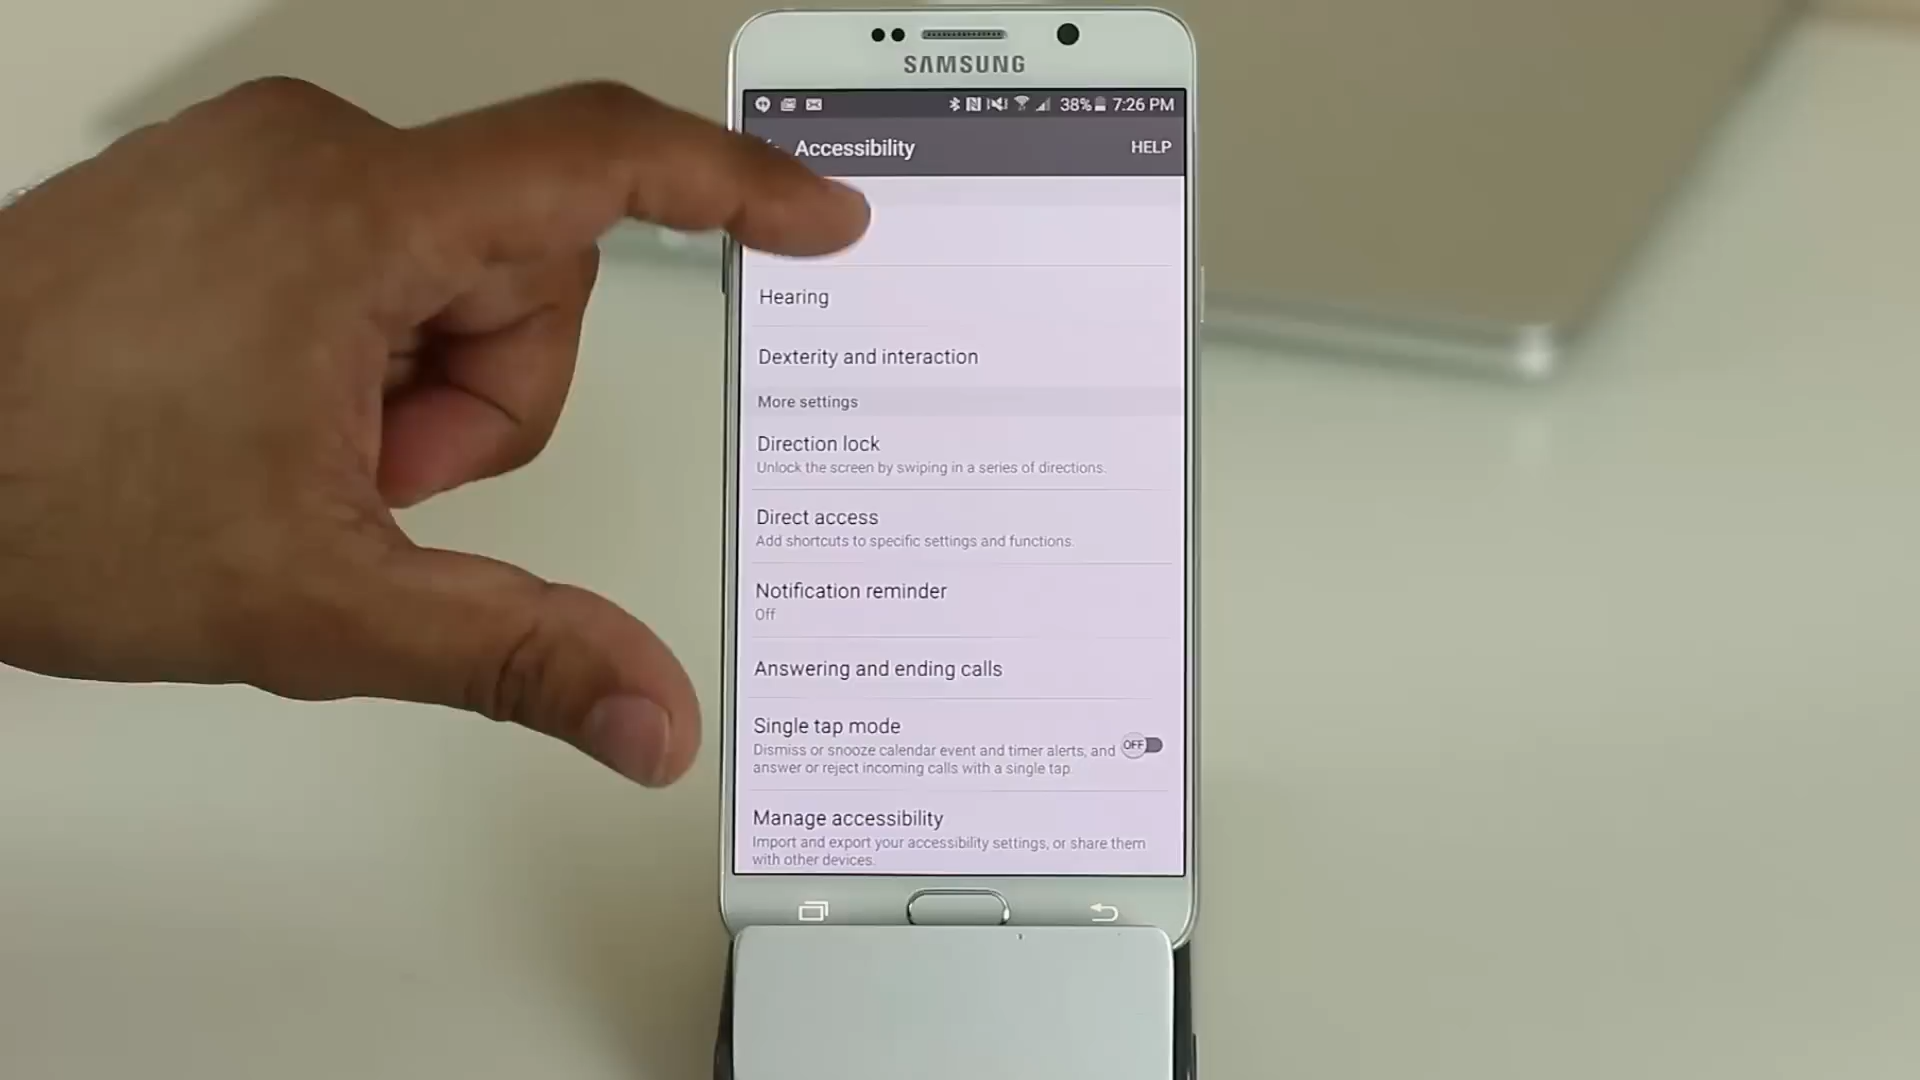 SAMSUNG
38% 7:26 PM
Accessibility HELP
Hearing
Dexterity and interaction
More settings
Direction lock
Unlock the screen by swiping in a series of directions.
Direct access
Add shortcuts to specific settings and functions.
Notification reminder
Off
Answering and ending calls
Single tap mode
Dismiss or snooze calendar event and timer alerts, and
answer or reject incoming calls with a single tap.
OFF
Manage accessibility
Import and export your accessibility settings, or share them
with other devices.